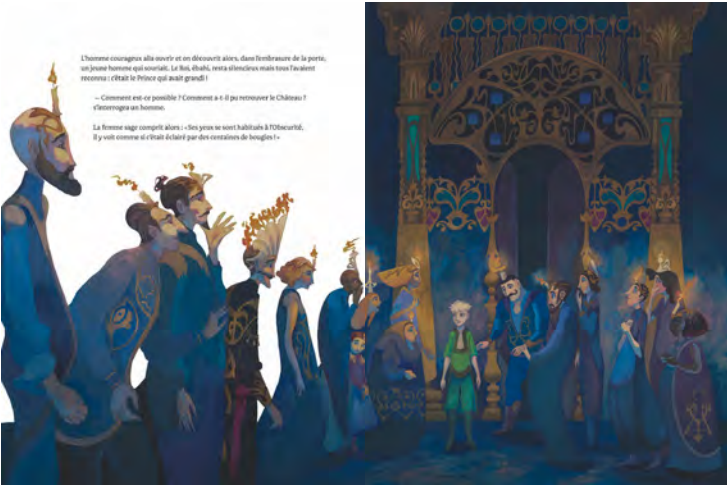 L'homme courageux alla ouvrir et on découvrit alors, dans l'embrasure de la porte,
un jeune homme qui souriait. Le Roi, ébahi, resta silencieux mais tous l'avaient
reconnu : c'était le Prince qui avait grandi !
— Comment est-ce possible ? Comment a-t-il pu retrouver le Château ?
s'interrogea un homme.
La femme sage comprit alors : « Ses yeux se sont habitués à l'Obscurité,
il y voit comme si c'était éclairé par des centaines de bougies ! »